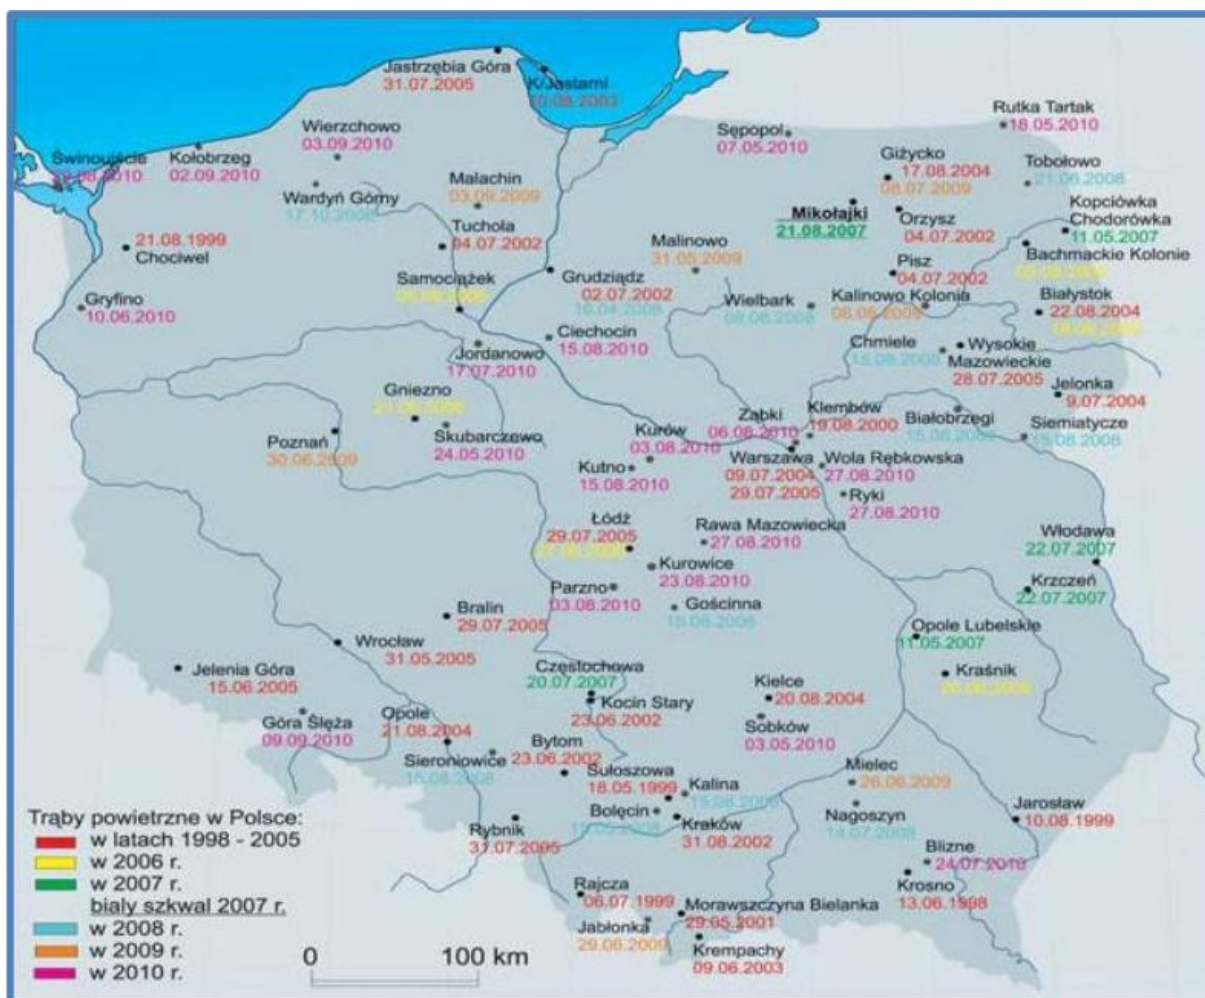 Jastrzębia Góra
31.07.2005
K/Jastarni
10.08.2003
Rutka Tartak
18.05.2010
Wierzchowo
03.09.2010
Sępopol
07.05.2010
Świnoujście
Kołobrzeg
02.09.2010
Giżycko
17.08.2004
08.07.2009
Tobołowo
21.06.2008
Wardyń Górny
17.10.2008
Malachin
03.09.2009
Tuchola
04.07.2002
Mikołajki
21.08.2007
Orzysz
04.07.2002
Kopciówka
Chodorówka
11.05.2007
Bachmackie Kolonie
21.08.1999
Chociwel
Malinowo
31.05.2009
Samociążek
Grudziądz
02.07.2002
16.04.2008
Pisz
04.07.2002
Gryfino
10.06.2010
Wielbark
08.08.2008
Kalinowo Kolonia
08.06.2009
Białystok
22.08.2004
Ciechocin
15.08.2010
Jordanowo
17.07.2010
Chmiele
15.08.2008
Wysokie
Mazowieckie
28.07.2005
Gniezno
Jelonka
9.07.2004
Poznań
30.06.2009
Skubarczewo
24.05.2010
Kurów
03.08.2010
Ząbki
06.08.2010
Klembów
19.08.2000
Białobrzegi
15.08.2008
Siemiatycze
15.08.2008
Kutno
15.08.2010
Warszawa
09.07.2004
29.07.2005
Wola Rębkowska
27.08.2010
Ryki
27.08.2010
Łódź
29.07.2005
Rawa Mazowiecka
27.08.2010
Włodawa
22.07.2007
Kurowice
23.08.2010
Parzno
03.08.2010
Krzczeń
22.07.2007
Gościnna
15.08.2008
Bralin
29.07.2005
Wrocław
31.05.2005
Opole Lubelskie
11.05.2007
Jelenia Góra
15.06.2005
Częstochowa
20.07.2007
Kraśnik
Kocin Stary
23.06.2002
Kielce
20.08.2004
Góra Ślęża
09.09.2010
Opole
21.08.2004
Sobków
03.05.2010
Sieroniowice
15.08.2008
Bytom
23.06.2002
Sułoszowa
18.05.1999
Kalina
15.08.2008
Mielec
26.06.2009
Bolęcin
Kraków
31.08.2002
Nagoszyn
14.07.2008
Jarosław
10.08.1999
Rybnik
31.07.2005
Blizne
24.07.2010
Krosno
13.06.1998
Rajcza
06.07.1999
Morawszczyna Bielanka
29.05.2001
Jabłonka
29.06.2009
Krempachy
09.06.2003
Trąby powietrzne w Polsce:
w latach 1998 - 2005
w 2006 r.
w 2007 r.
bialy szkwal 2007 r.
w 2008 r.
w 2009 r.
w 2010 r.
0 100 km